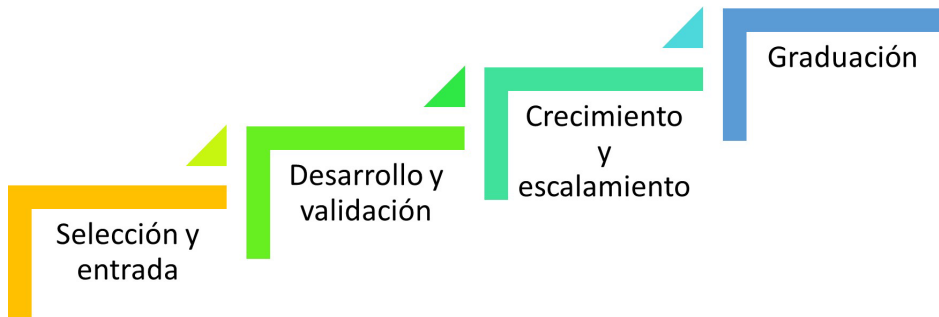 Selección y
entrada
Desarrollo y
validación
Crecimiento
y
escalamiento
Graduación